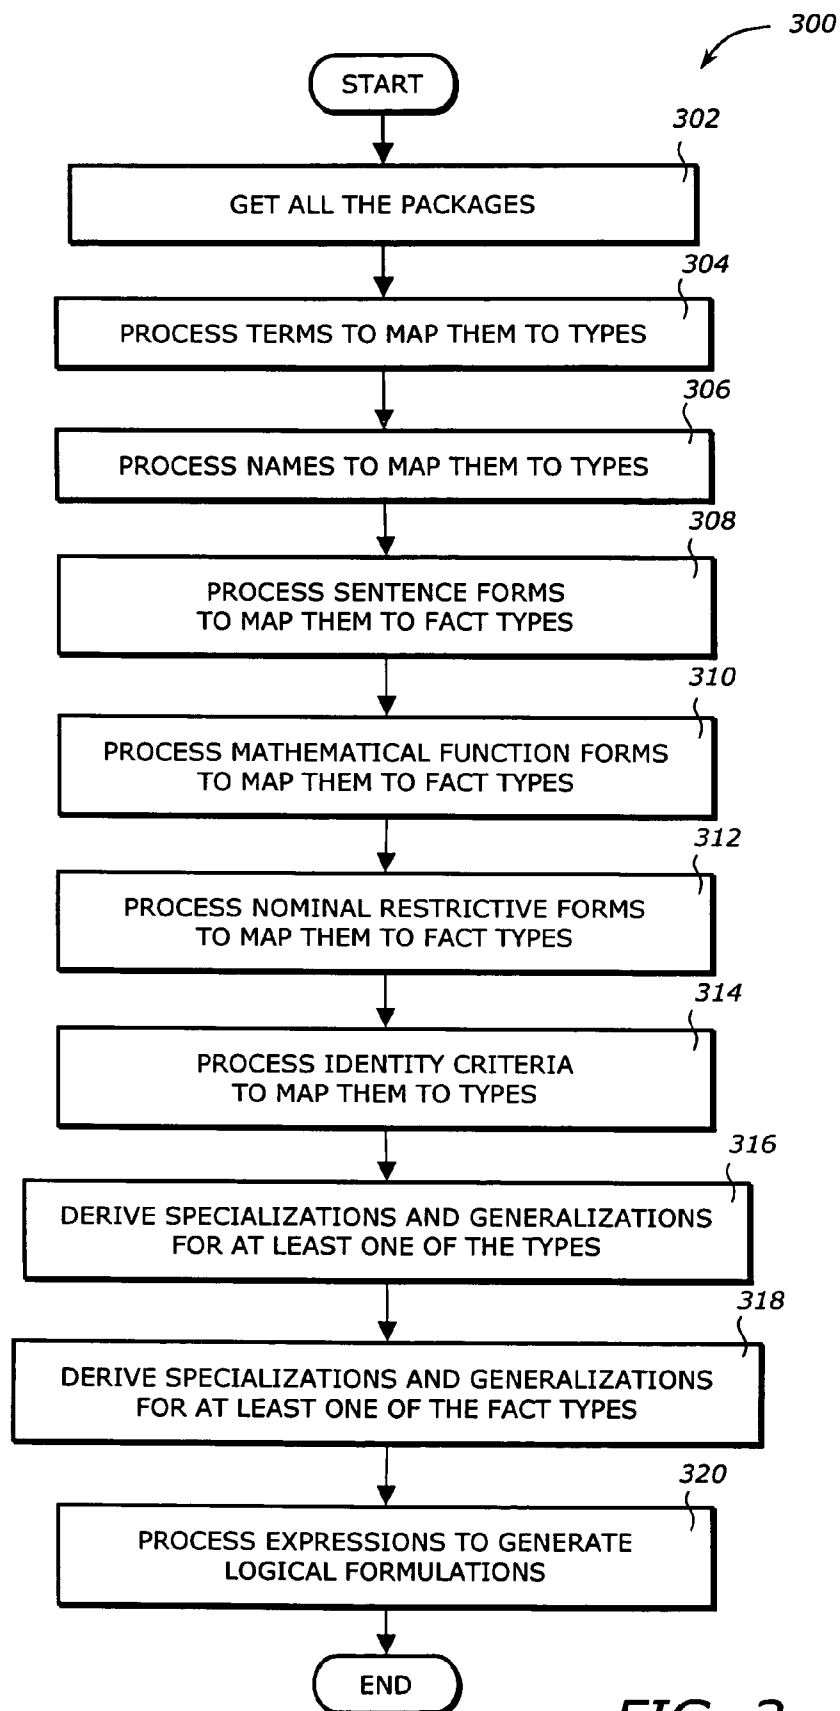 300
START
302
GET ALL THE PACKAGES
304
PROCESS TERMS TO MAP THEM TO TYPES
306
PROCESS NAMES TO MAP THEM TO TYPES
308
PROCESS SENTENCE FORMS
TO MAP THEM TO FACT TYPES
310
PROCESS MATHEMATICAL FUNCTION FORMS
TO MAP THEM TO FACT TYPES
312
PROCESS NOMINAL RESTRICTIVE FORMS
TO MAP THEM TO FACT TYPES
314
PROCESS IDENTITY CRITERIA
TO MAP THEM TO TYPES
316
DERIVE SPECIALIZATIONS AND GENERALIZATIONS
FOR AT LEAST ONE OF THE TYPES
318
DERIVE SPECIALIZATIONS AND GENERALIZATIONS
FOR AT LEAST ONE OF THE FACT TYPES
320
PROCESS EXPRESSIONS TO GENERATE
LOGICAL FORMULATIONS
END
FIG.